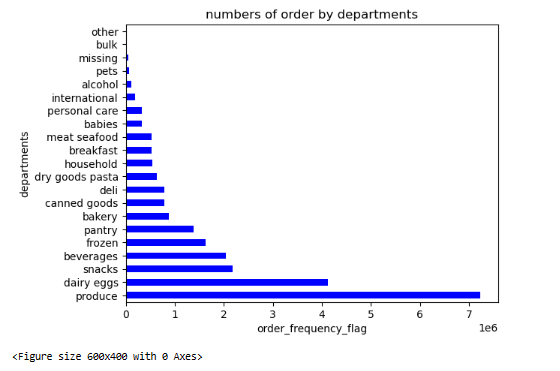 numbers of order by departments
other
bulk
missing
pets
alcohol
international
personal care
babies
meat seafood
breakfast
household
dry goods pasta
deli
canned goods
bakery
pantry
frozen
beverages
snacks
dairy eggs
produce
departments
0 1 2 3 4 5 6 7
1e6
order_frequency_flag
<Figure size 600x400 with 0 Axes>